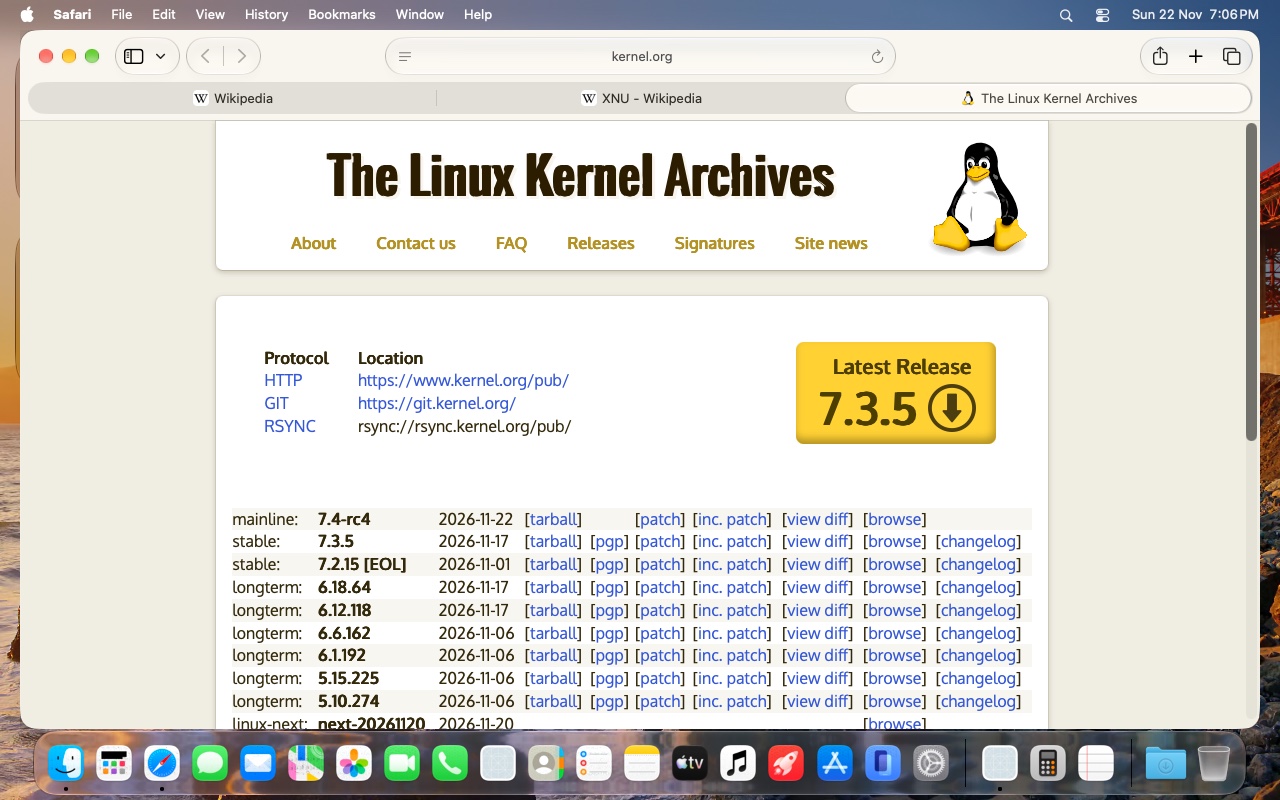 Safari File Edit View History Bookmarks Window Help Sun 22 Nov 7:06 PM
kernel.org
W Wikipedia W XNU - Wikipedia The Linux Kernel Archives
The Linux Kernel Archives
About Contact us FAQ Releases Signatures Site news
Protocol Location
HTTP https://www.kernel.org/pub/
GIT https://git.kernel.org/
RSYNC rsync://rsync.kernel.org/pub/
Latest Release
7.3.5
mainline: 7.4-rc4 2026-11-22 [tarball] [patch] [inc. patch] [view diff] [browse]
stable: 7.3.5 2026-11-17 [tarball] [pgp] [patch] [inc. patch] [view diff] [browse] [changelog]
stable: 7.2.15 [EOL] 2026-11-01 [tarball] [pgp] [patch] [inc. patch] [view diff] [browse] [changelog]
longterm: 6.18.64 2026-11-17 [tarball] [pgp] [patch] [inc. patch] [view diff] [browse] [changelog]
longterm: 6.12.118 2026-11-17 [tarball] [pgp] [patch] [inc. patch] [view diff] [browse] [changelog]
longterm: 6.6.162 2026-11-06 [tarball] [pgp] [patch] [inc. patch] [view diff] [browse] [changelog]
longterm: 6.1.192 2026-11-06 [tarball] [pgp] [patch] [inc. patch] [view diff] [browse] [changelog]
longterm: 5.15.225 2026-11-06 [tarball] [pgp] [patch] [inc. patch] [view diff] [browse] [changelog]
longterm: 5.10.274 2026-11-06 [tarball] [pgp] [patch] [inc. patch] [view diff] [browse] [changelog]
linux-next: next-20261120 2026-11-20 [browse]
tv